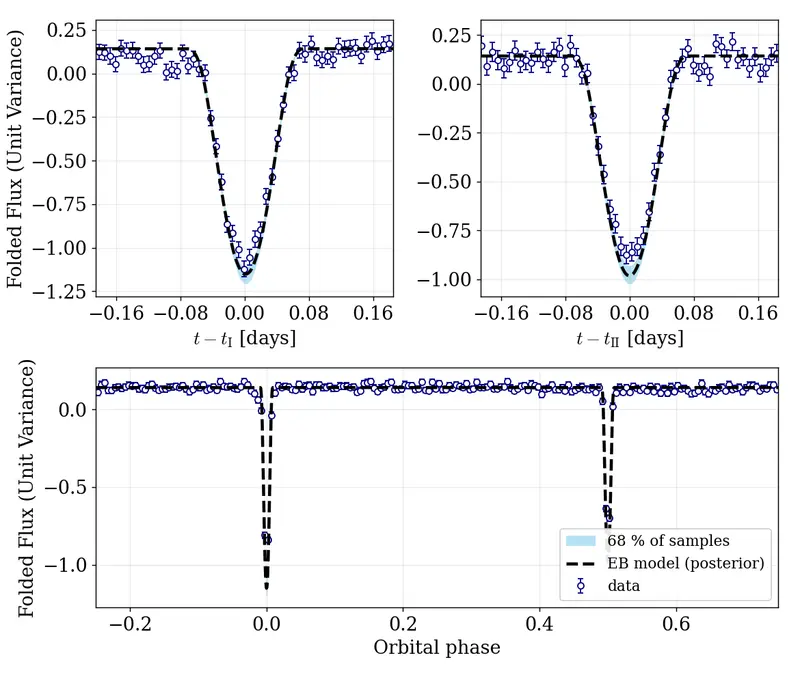 Folded Flux (Unit Variance)
0.25
0.00
−0.25
−0.50
−0.75
−1.00
−1.25
−0.16 −0.08 0.00 0.08 0.16
t − tI [days]
0.25
0.00
−0.25
−0.50
−0.75
−1.00
−0.16 −0.08 0.00 0.08 0.16
t − tII [days]
Folded Flux (Unit Variance)
0.0
−0.5
−1.0
68 % of samples
EB model (posterior)
data
−0.2 0.0 0.2 0.4 0.6
Orbital phase